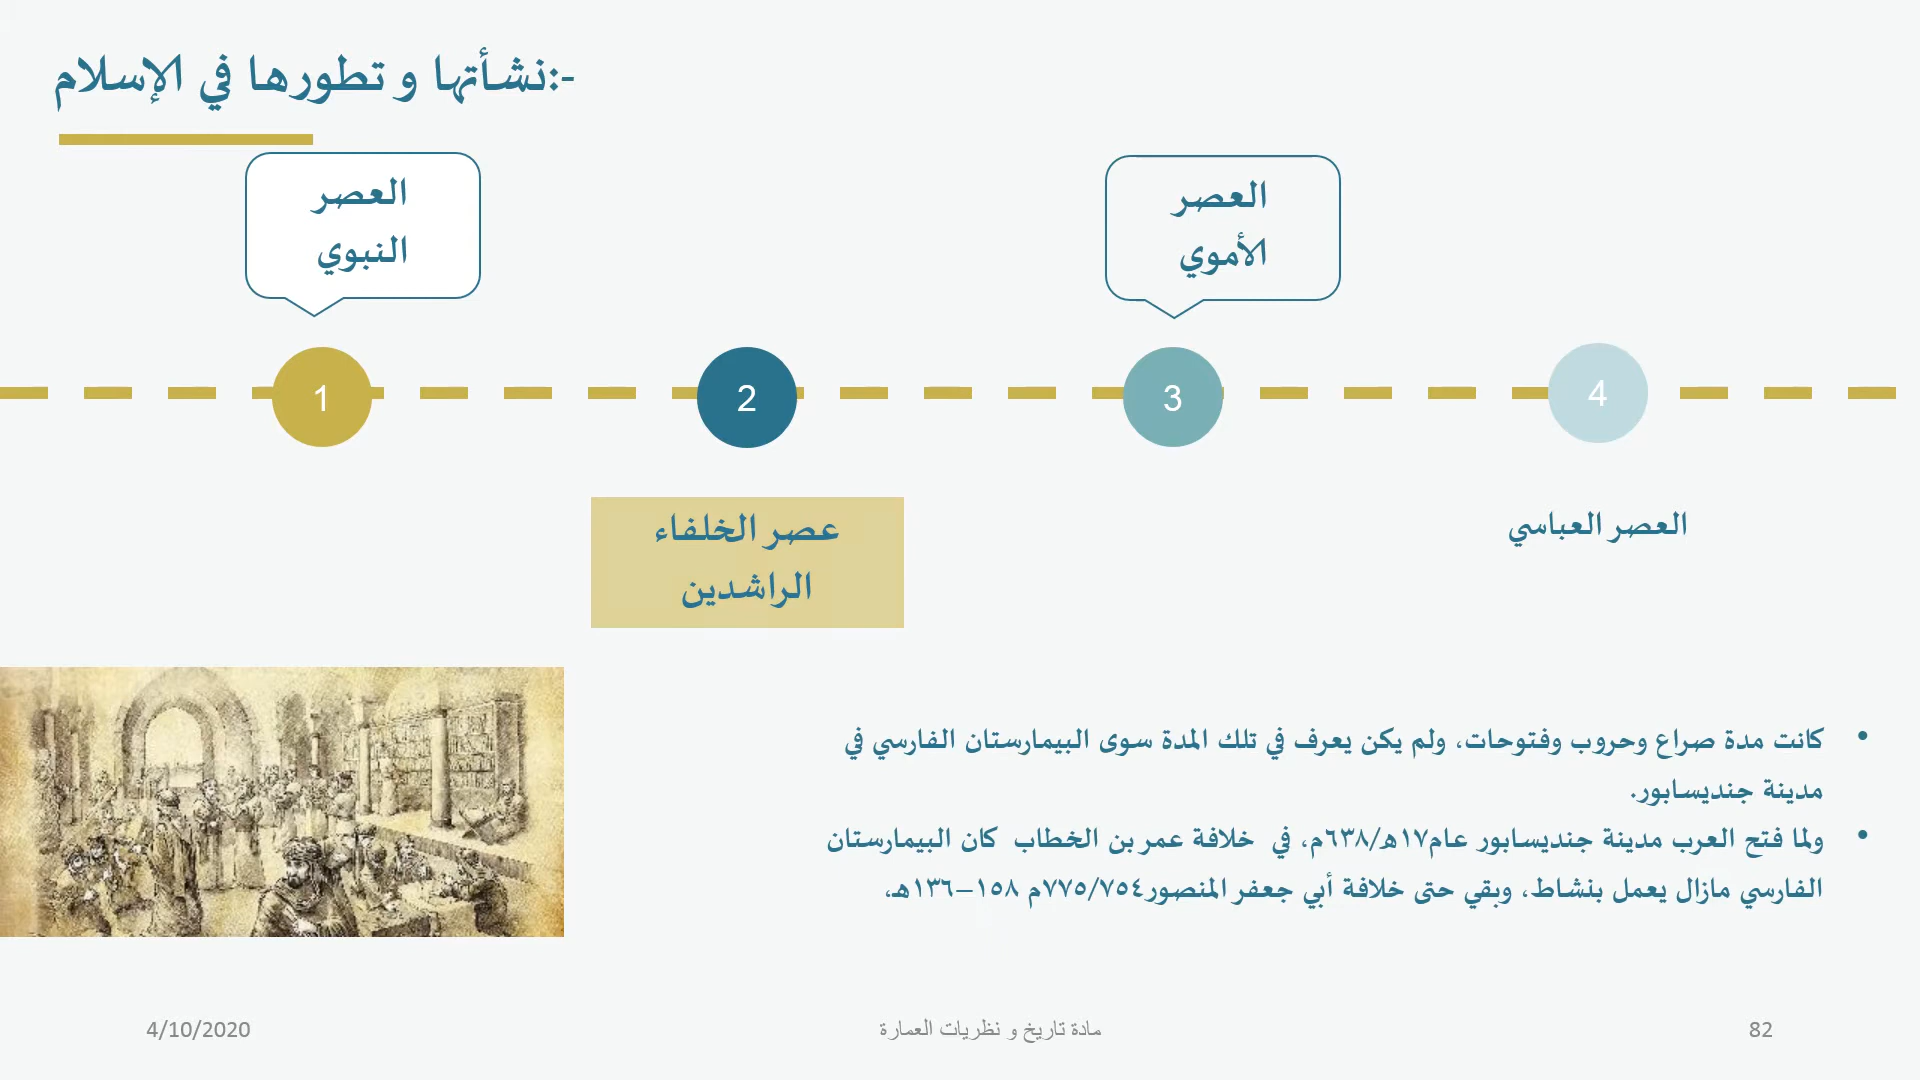 نشأتها و تطورها في الإسلام:-
العصر
النبوي
العصر
الأموي
1
2
3
4
عصر الخلفاء
الراشدين
العصر العباسي
• كانت مدة صراع وحروب وفتوحات، ولم يكن يعرف في تلك المدة سوى البيمارستان الفارسي في
مدينة جنديسابور.
• ولما فتح العرب مدينة جنديسابور عام١٧ه/٦٣٨م، في خلافة عمر بن الخطاب كان البيمارستان
الفارسي مازال يعمل بنشاط، وبقي حتى خلافة أبي جعفر المنصور٧٧٥/٧٥٤م ١٥٨–١٣٦هـ،
4/10/2020
مادة تاريخ و نظريات العمارة
82